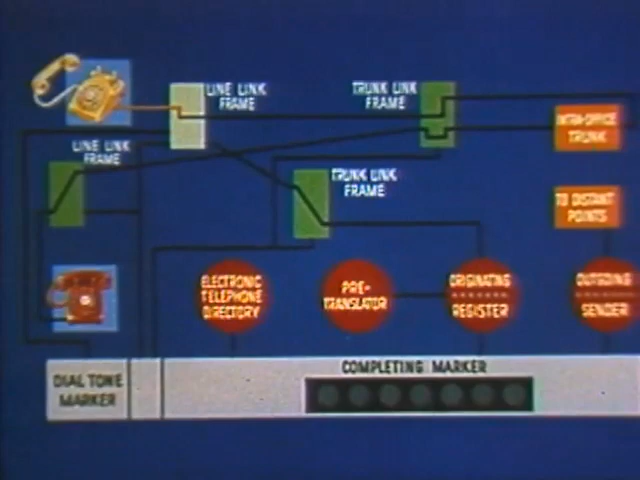 LINE LINK
FRAME
TRUNK LINK
FRAME
INTRA-OFFICE
TRUNK
LINE LINK
FRAME
TRUNK LINK
FRAME
TO DISTANT
POINTS
ELECTRONIC
TELEPHONE
DIRECTORY
PRE-
TRANSLATOR
ORIGINATING
REGISTER
OUTGOING
SENDER
COMPLETING MARKER
DIAL TONE
MARKER